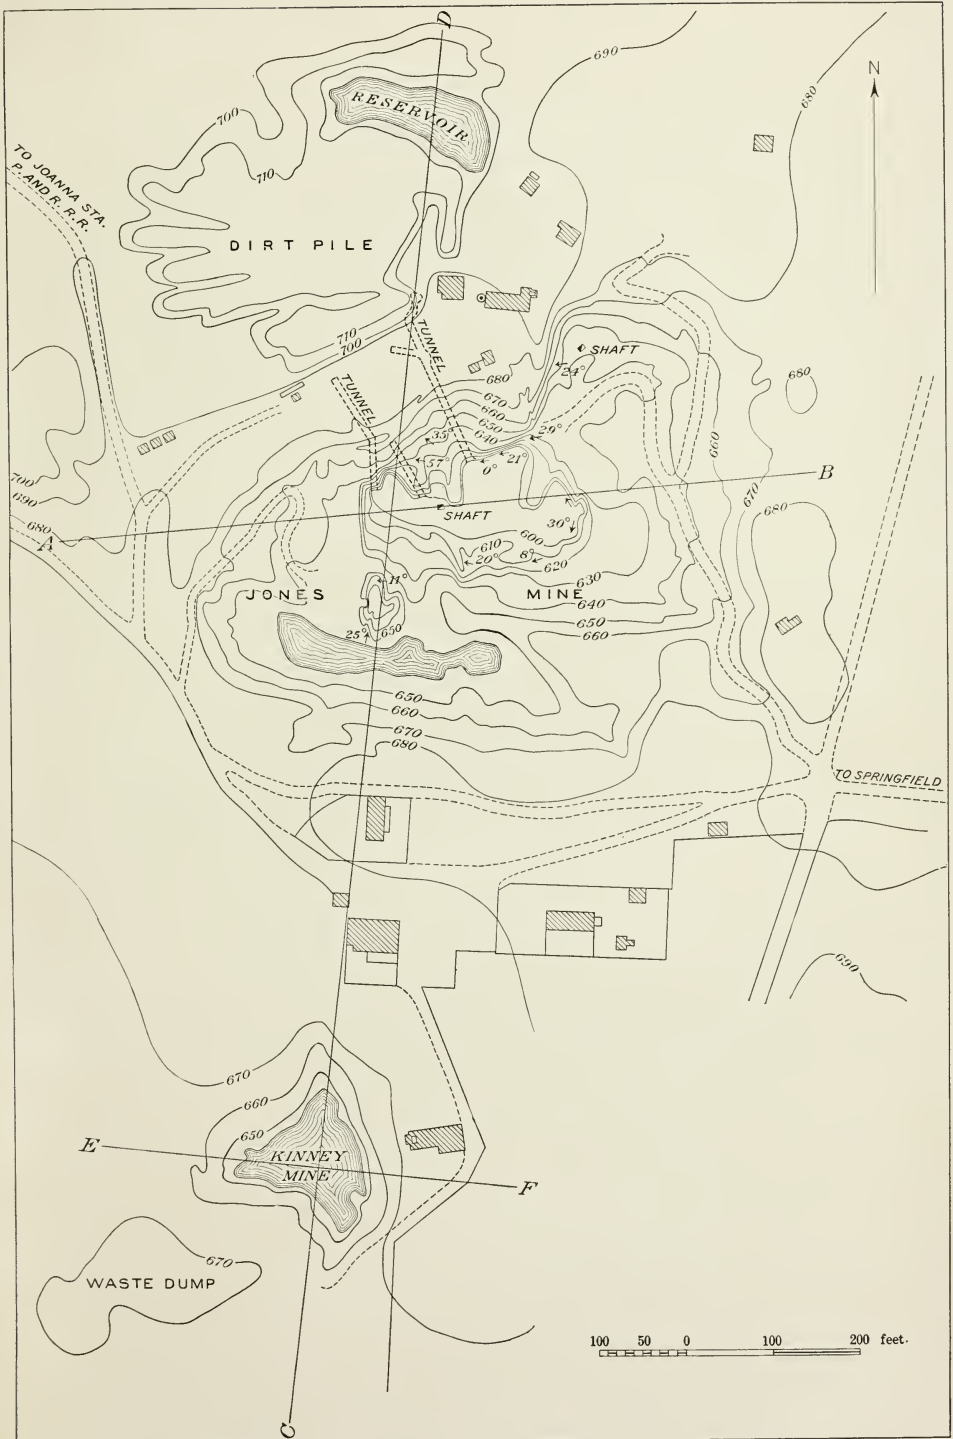 D
690
N
RESERVOIR
680
700
TO JOANNA STA.
P. AND R. R. R.
710
DIRT PILE
710
700
TUNNEL
SHAFT
24°
680
TUNNEL
680
670
660
650
640
35°
29°
660
57°
0°
21°
B
700
690
670
680
680
SHAFT
30°
600
A
610
8°
20°
620
11°
630
JONES
MINE
640
650
25°
650
660
650
660
670
680
TO SPRINGFIELD
690
670
660
650
E
KINNEY
MINE
F
670
WASTE DUMP
100 50 0 100 200 feet.
C